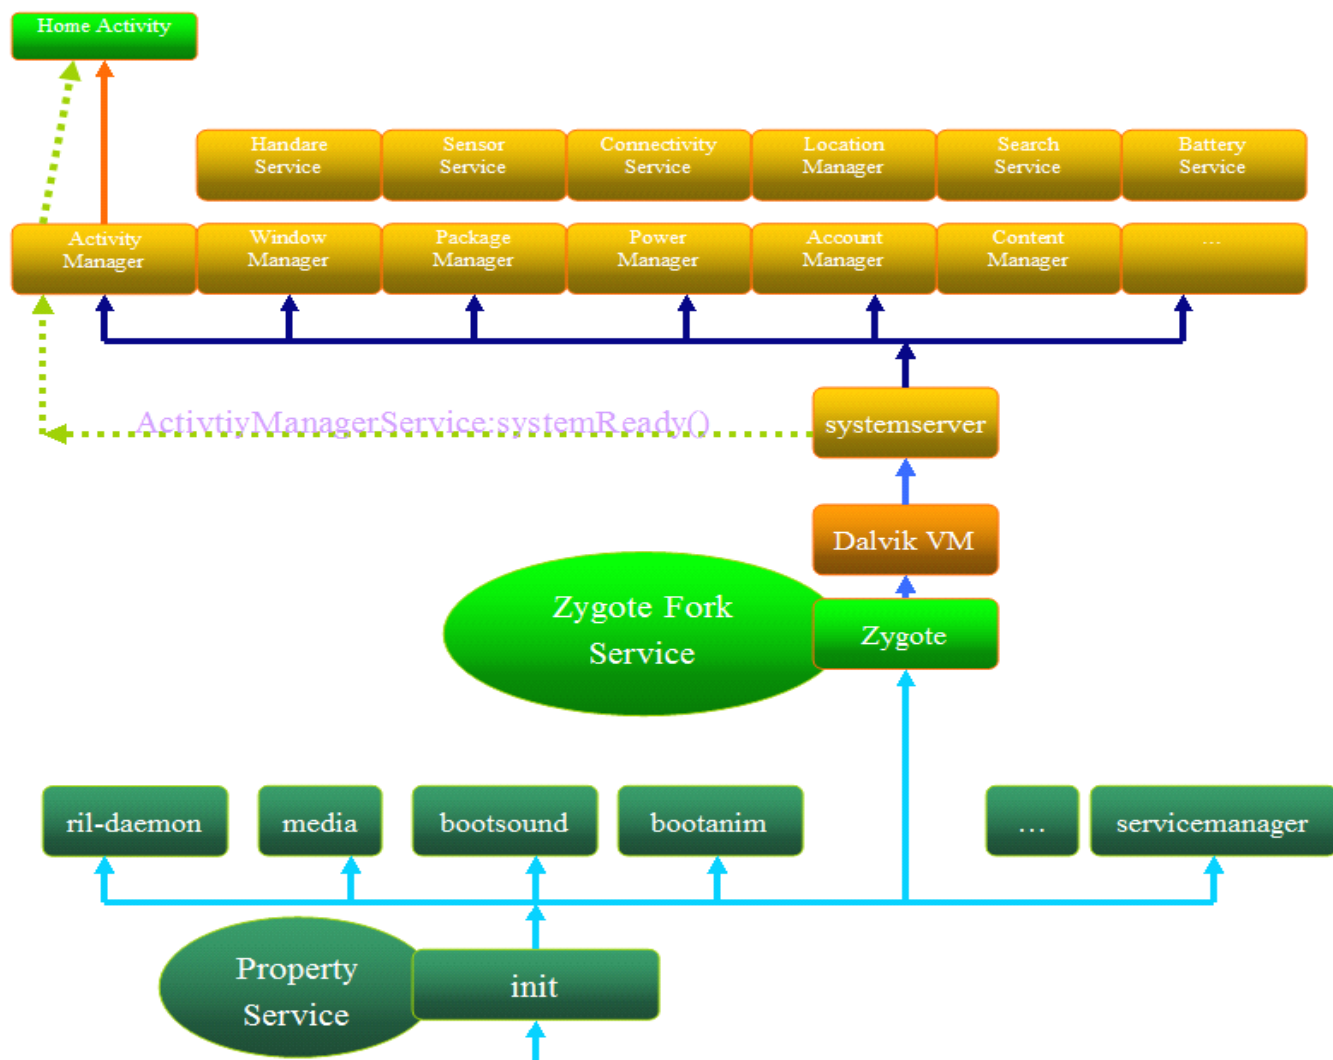 Home Activity
Handare
Service
Sensor
Service
Connectivity
Service
Location
Manager
Search
Service
Battery
Service
Activity
Manager
Window
Manager
Package
Manager
Power
Manager
Account
Manager
Content
Manager
...
ActivtiyManagerService:systemReady()
systemserver
Dalvik VM
Zygote Fork
Service
Zygote
ril-daemon
media
bootsound
bootanim
...
servicemanager
Property
Service
init